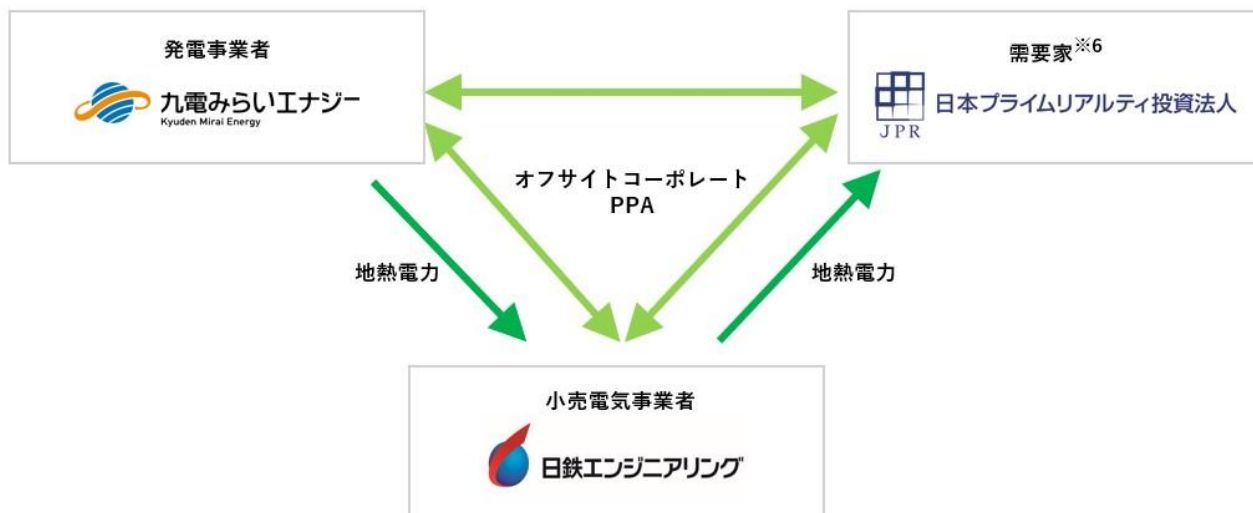 発電事業者
九電みらいエナジー
Kyuden Mirai Energy
需要家※6
日本プライムリアルティ投資法人
JPR
オフサイトコーポレート
PPA
地熱電力
地熱電力
小売電気事業者
日鉄エンジニアリング